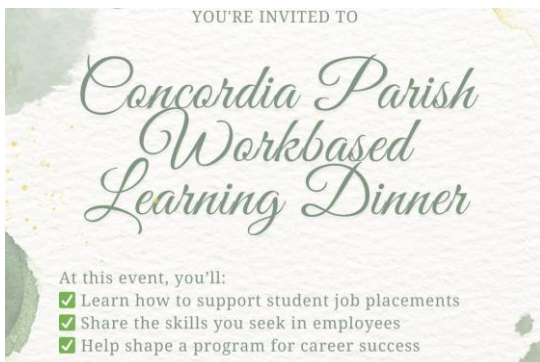 YOU'RE INVITED TO
Concordia Parish
Workbased
Learning Dinner
At this event, you'll:
✅ Learn how to support student job placements
✅ Share the skills you seek in employees
✅ Help shape a program for career success